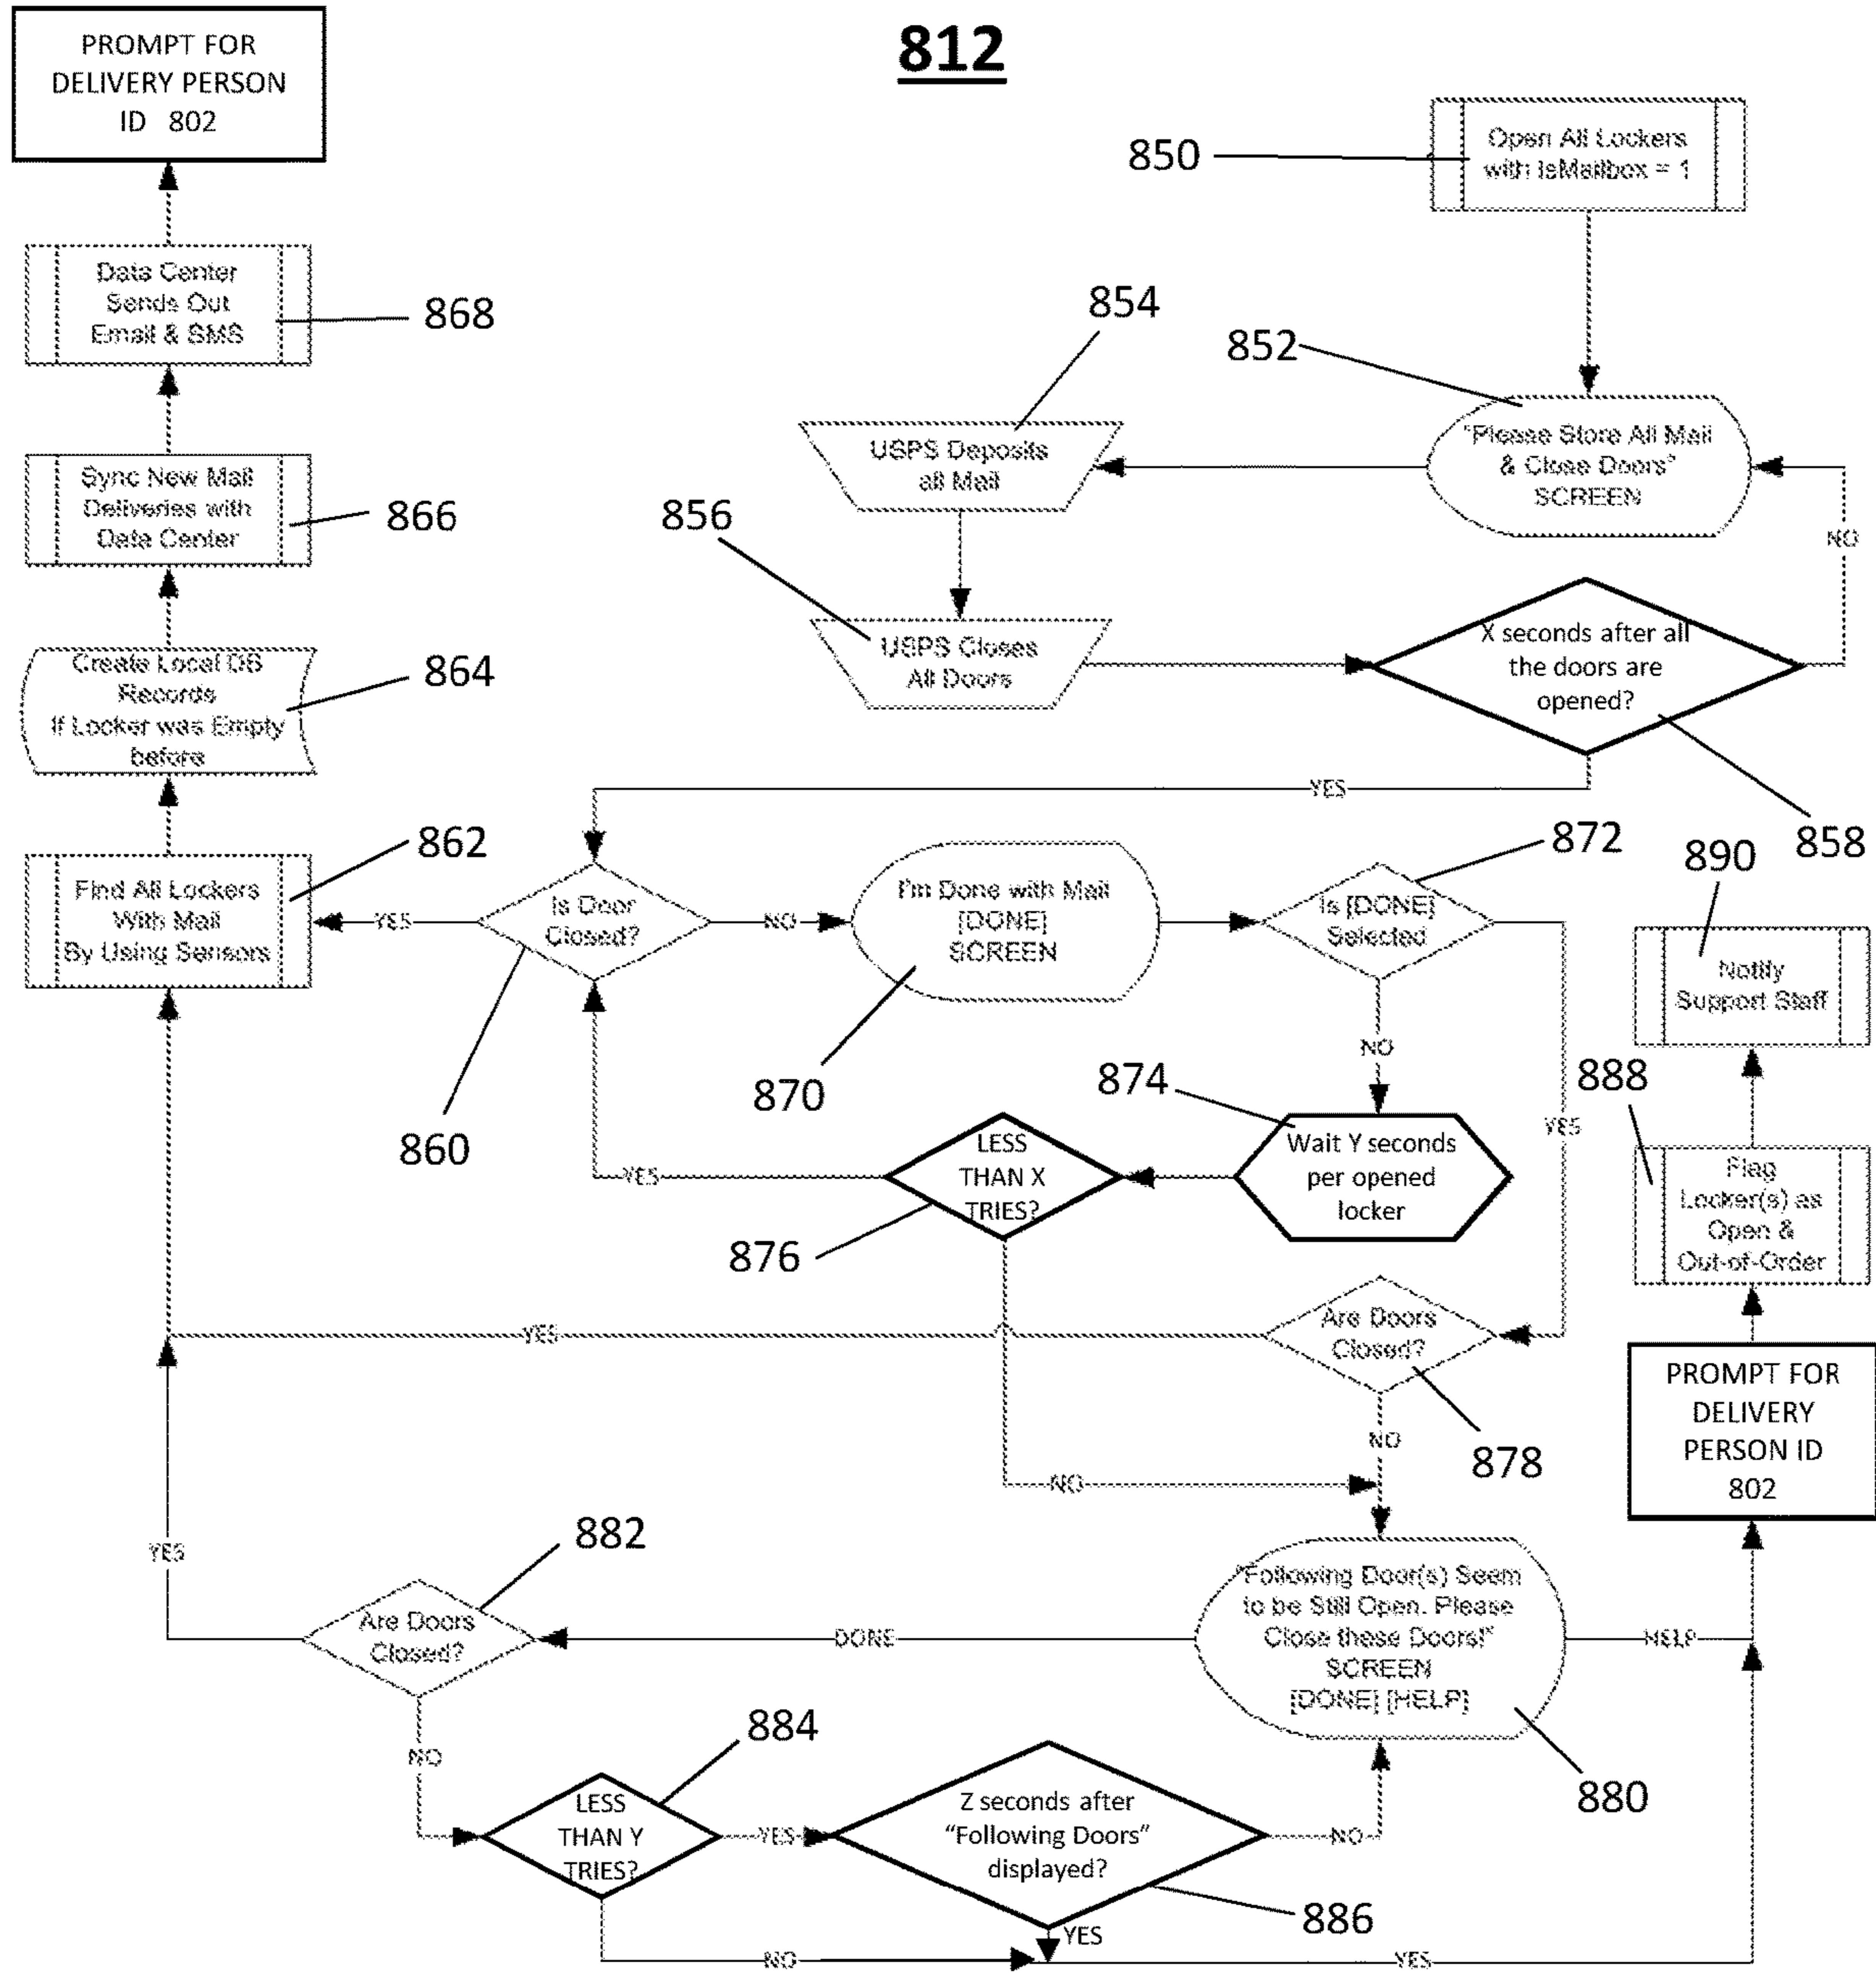 812
PROMPT FOR
DELIVERY PERSON
ID 802
850
Open All Lockers
with IsMailbox = 1
Data Center
Sends Out
Email & SMS
868
854
852
"Please Store All Mail
& Close Doors"
SCREEN
USPS Deposits
all Mail
Sync New Mail
Deliveries with
Data Center
866
856
NO
USPS Closes
All Doors
X seconds after all
the doors are
opened?
858
Create Local DB
Records
If Locker was Empty
before
864
YES
862
Find All Lockers
With Mail
By Using Sensors
YES
Is Door
Closed?
860
NO
I'm Done with Mail
[DONE]
SCREEN
870
872
Is [DONE]
Selected
NO
YES
890
Notify
Support Staff
888
Flag
Locker(s) as
Open &
Out-of-Order
874
Wait Y seconds
per opened
locker
LESS
THAN X
TRIES?
876
YES
YES
Are Doors
Closed?
878
NO
NO
PROMPT FOR
DELIVERY
PERSON ID
802
YES
882
Are Doors
Closed?
DONE
"Following Door(s) Seem
to be Still Open. Please
Close these Doors!"
SCREEN
[DONE] [HELP]
880
HELP
NO
884
LESS
THAN Y
TRIES?
YES
Z seconds after
"Following Doors"
displayed?
886
NO
YES
NO
YES